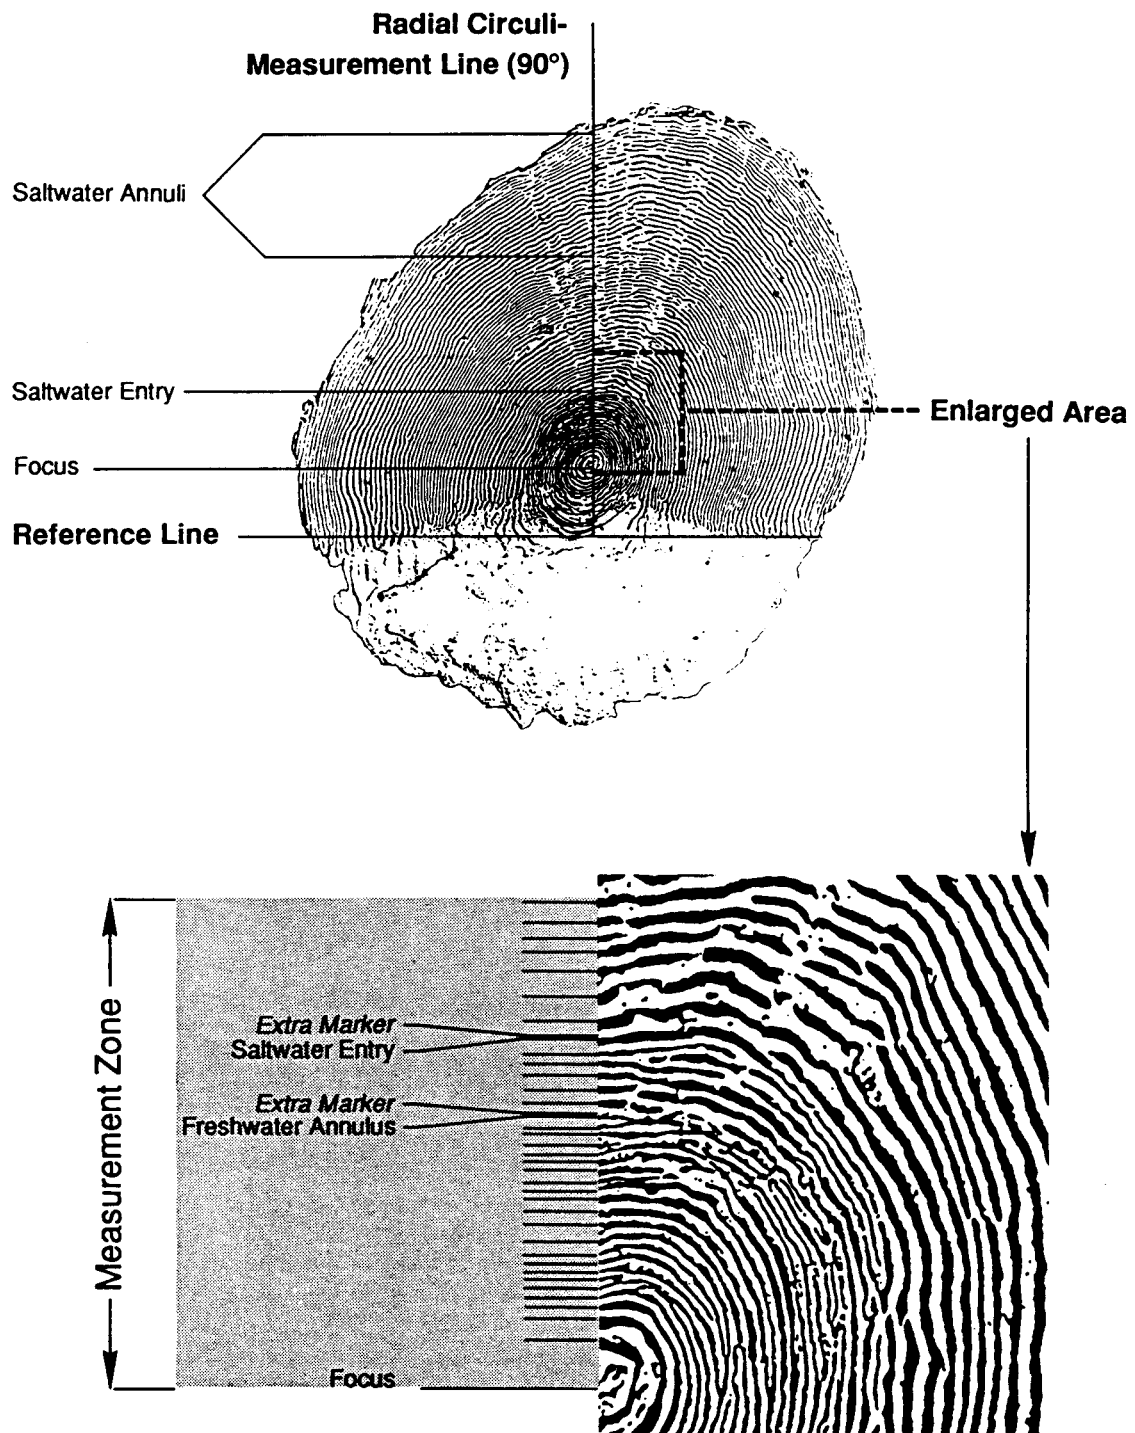 Radial Circuli-
Measurement Line (90°)
Saltwater Annuli
Saltwater Entry
Enlarged Area
Focus
Reference Line
Measurement Zone
Extra Marker
Saltwater Entry
Extra Marker
Freshwater Annulus
Focus